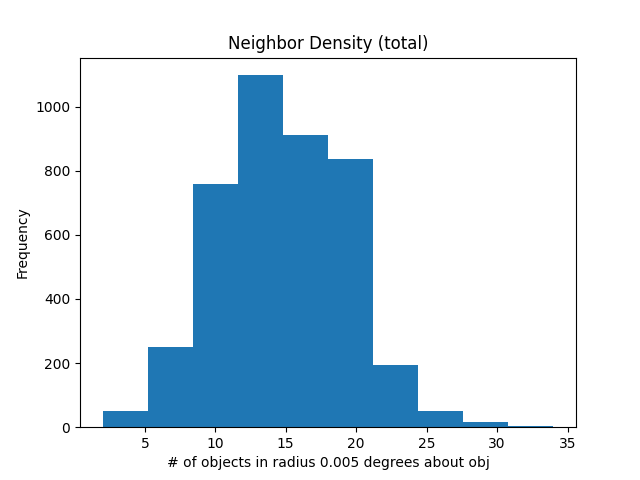 Neighbor Density (total)
1000
800
600
400
200
0
Frequency
5 10 15 20 25 30 35
# of objects in radius 0.005 degrees about obj